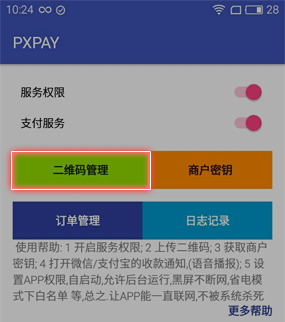 10:24
28
PXPAY
服务权限
支付服务
二维码管理
商户密钥
订单管理
日志记录
使用帮助: 1 开启服务权限; 2 上传二维码; 3 获取商户
密钥; 4 打开微信/支付宝的收款通知,(语音播报); 5 设
置APP权限,自启动,允许后台运行,黑屏不断网,省电模
式下白名单 等,总之.让APP能一直联网,不被系统杀死
更多帮助